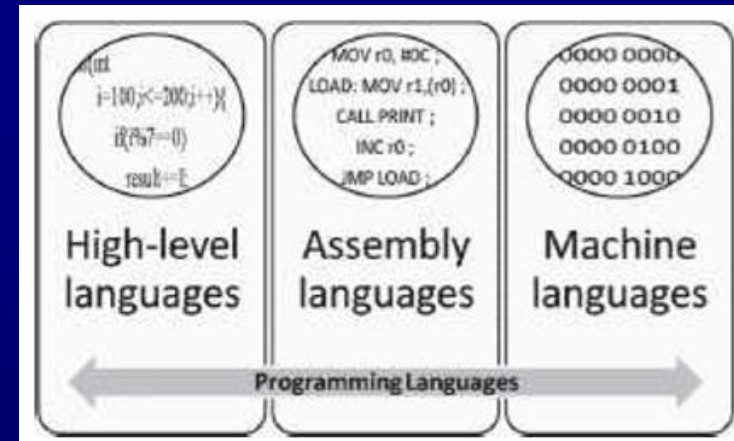 i=100;i<=200;i++){
if(i%7==0)
High-level
languages
MOV r0, #0C ;
LOAD: MOV r1,(r0) ;
CALL PRINT ;
INC r0 ;
JMP LOAD ;
Assembly
languages
0000 0000
0000 0001
0000 0010
0000 0100
0000 1000
Machine
languages
Programming Languages